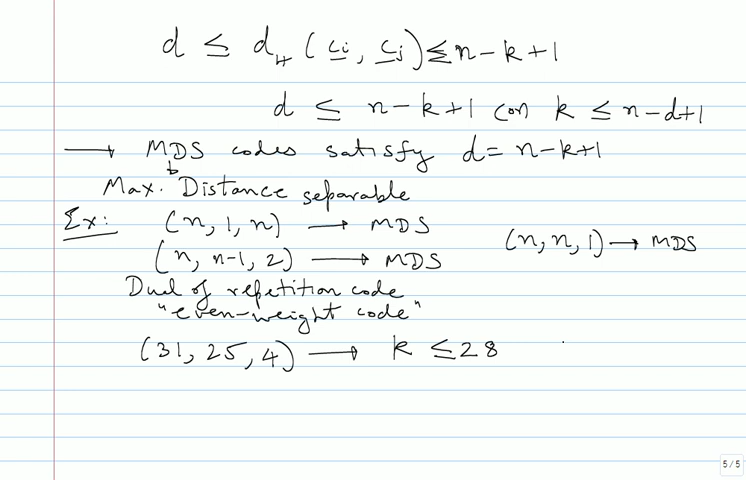 d ≤ d_H (c_i, c_j) ≤ n-k+1
d ≤ n-k+1 (or) k ≤ n-d+1
→ MDS codes satisfy d = n-k+1
Max. Distance separable
Ex: (n, 1, n) → MDS
(n, n-1, 2) → MDS
(n, n, 1) → MDS
Dual of repetition code
"even-weight code"
(31, 25, 4) → k ≤ 28
5/5